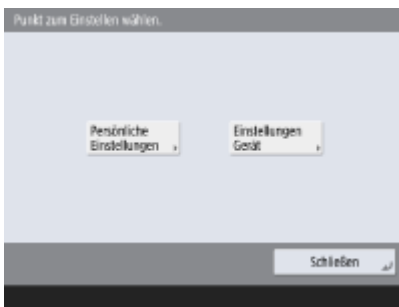 Punkt zum Einstellen wählen.
Persönliche
Einstellungen
Einstellungen
Gerät
Schließen